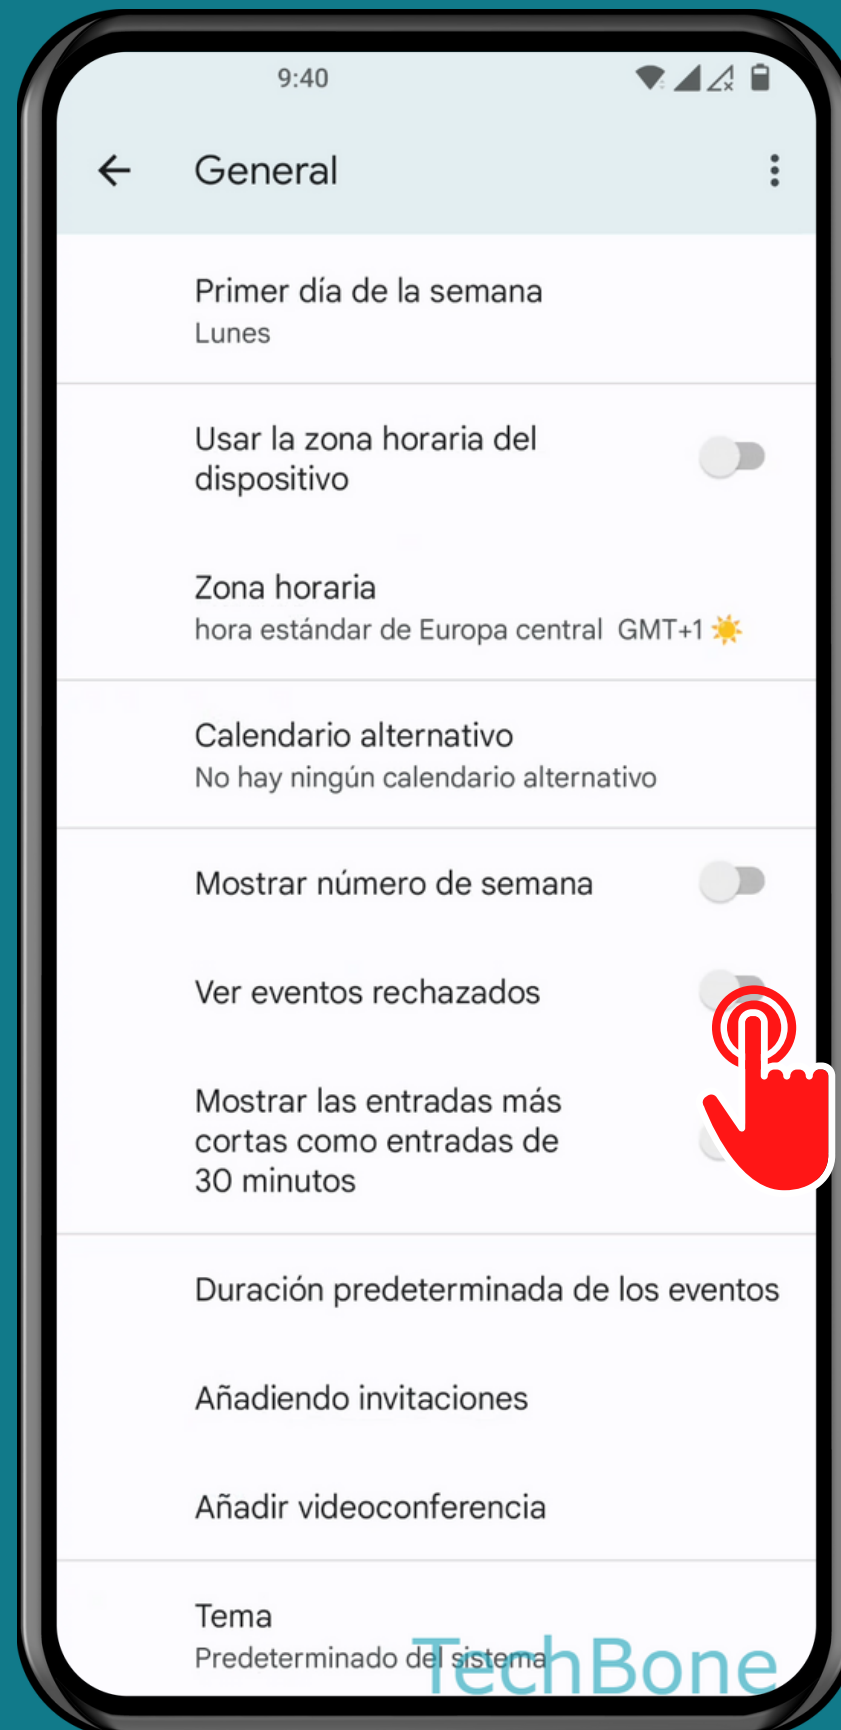 9:40
General
Primer día de la semana
Lunes
Usar la zona horaria del
dispositivo
Zona horaria
hora estándar de Europa central GMT+1
Calendario alternativo
No hay ningún calendario alternativo
Mostrar número de semana
Ver eventos rechazados
Mostrar las entradas más
cortas como entradas de
30 minutos
Duración predeterminada de los eventos
Añadiendo invitaciones
Añadir videoconferencia
Tema
Predeterminado del sistema
TechBone